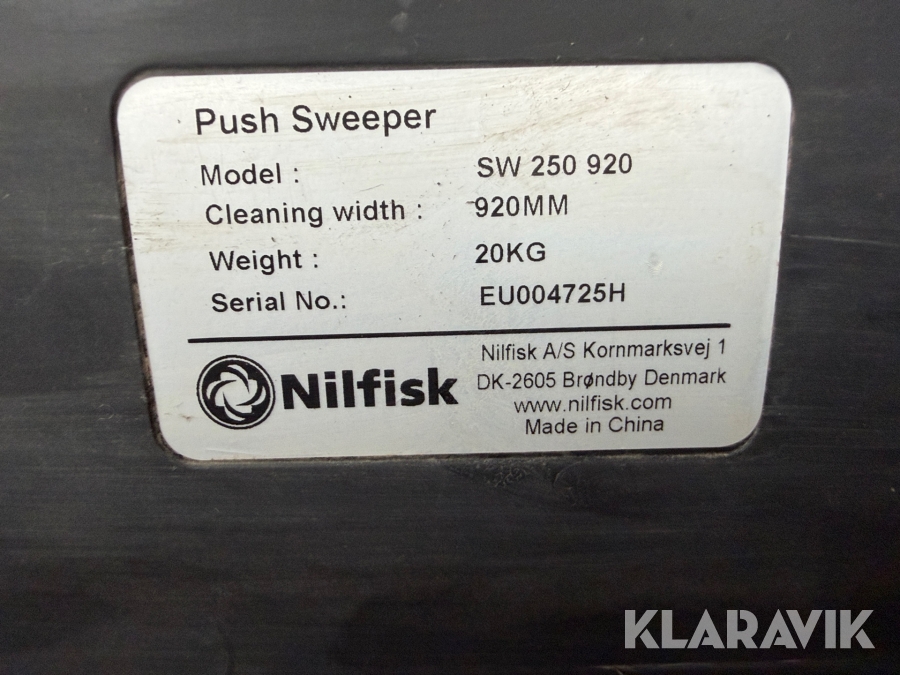 Push Sweeper
Model : SW 250 920
Cleaning width : 920MM
Weight : 20KG
Serial No.: EU004725H
Nilfisk
Nilfisk A/S Kornmarksvej 1
DK-2605 Brøndby Denmark
www.nilfisk.com
Made in China
KLARAVIK